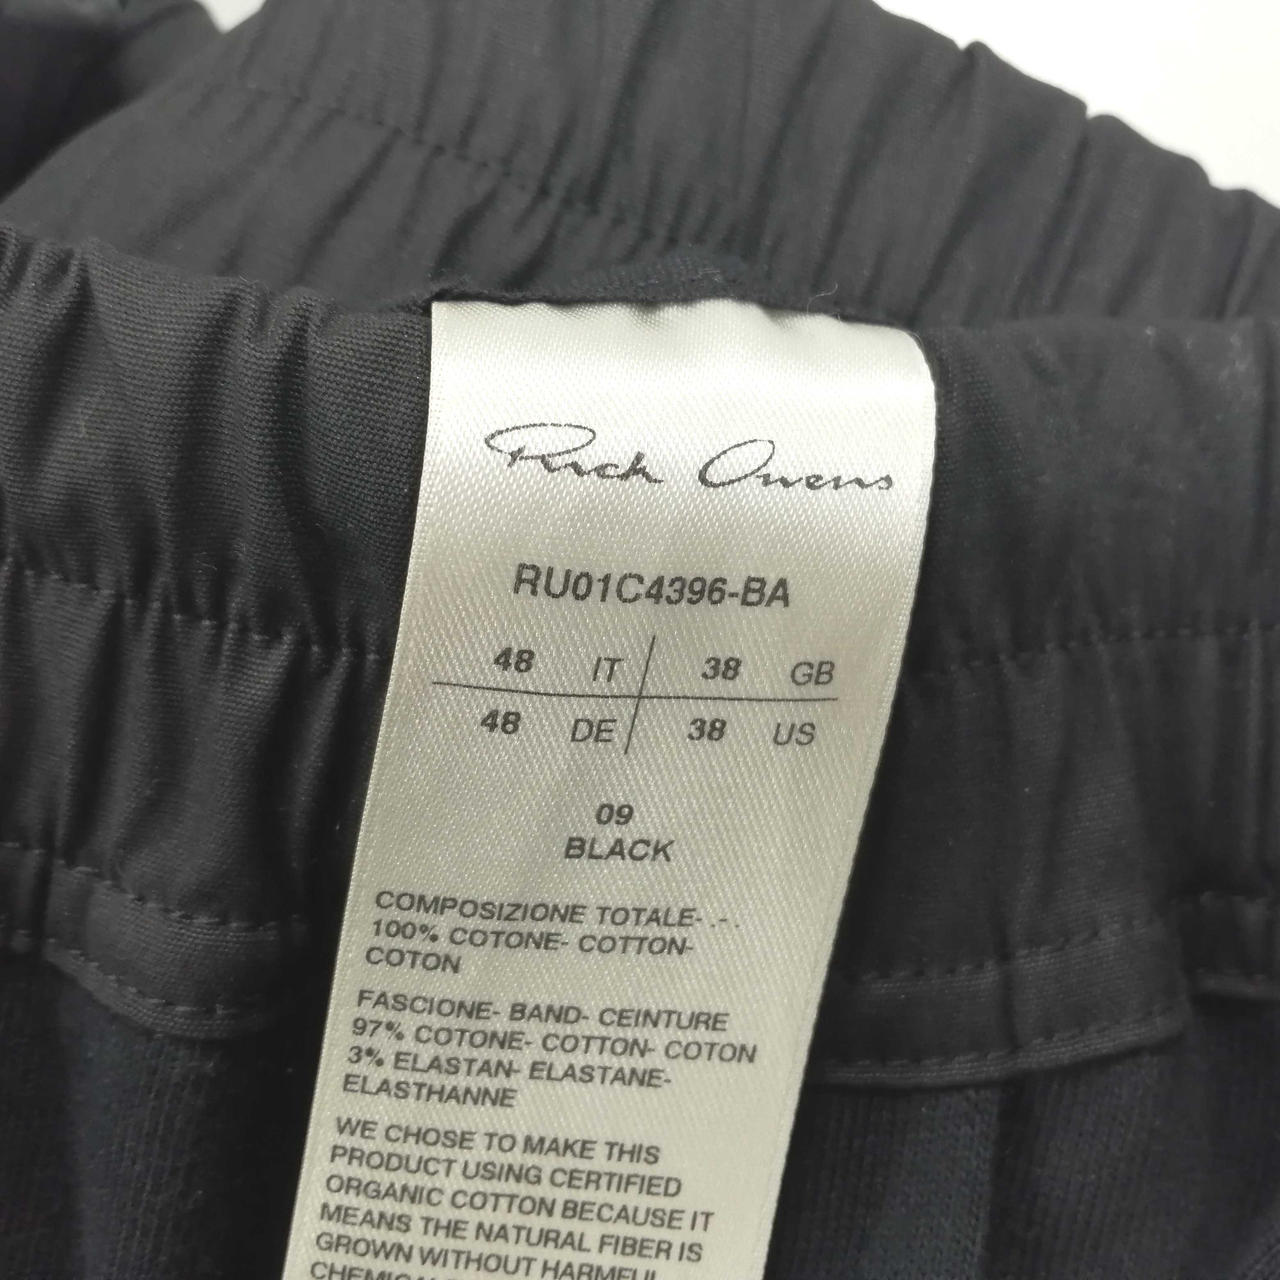 Rick Owens
RU01C4396-BA
48 IT 38 GB
48 DE 38 US
09
BLACK
COMPOSIZIONE TOTALE- .-.
100% COTONE- COTTON-
COTON
FASCIONE- BAND- CEINTURE
97% COTONE- COTTON- COTON
3% ELASTAN- ELASTANE-
ELASTHANNE
WE CHOSE TO MAKE THIS
PRODUCT USING CERTIFIED
ORGANIC COTTON BECAUSE IT
MEANS THE NATURAL FIBER IS
GROWN WITHOUT HARMFUL